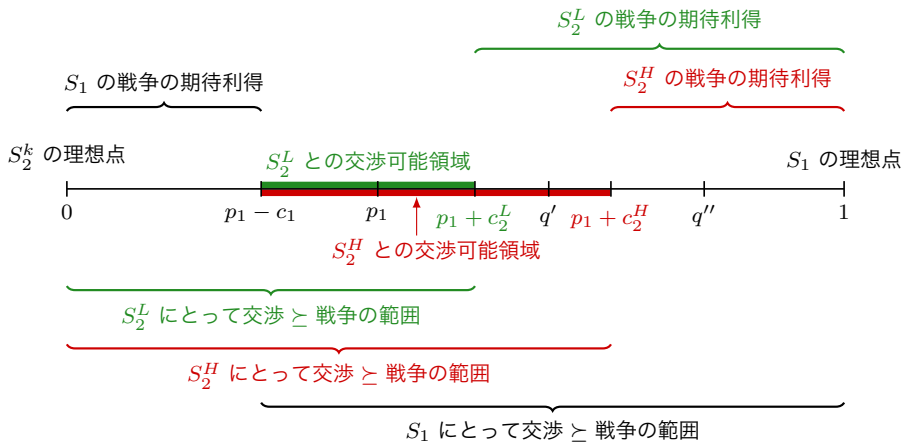 $S_2^L$ の戦争の期待利得
$S_1$ の戦争の期待利得
$S_2^H$ の戦争の期待利得
$S_2^k$ の理想点
$S_2^L$ との交渉可能領域
$S_1$ の理想点
0
$p_1 - c_1$
$p_1$
$p_1 + c_2^L$
$q'$
$p_1 + c_2^H$
$q''$
1
$S_2^H$ との交渉可能領域
$S_2^L$ にとって交渉 ⪰ 戦争の範囲
$S_2^H$ にとって交渉 ⪰ 戦争の範囲
$S_1$ にとって交渉 ⪰ 戦争の範囲